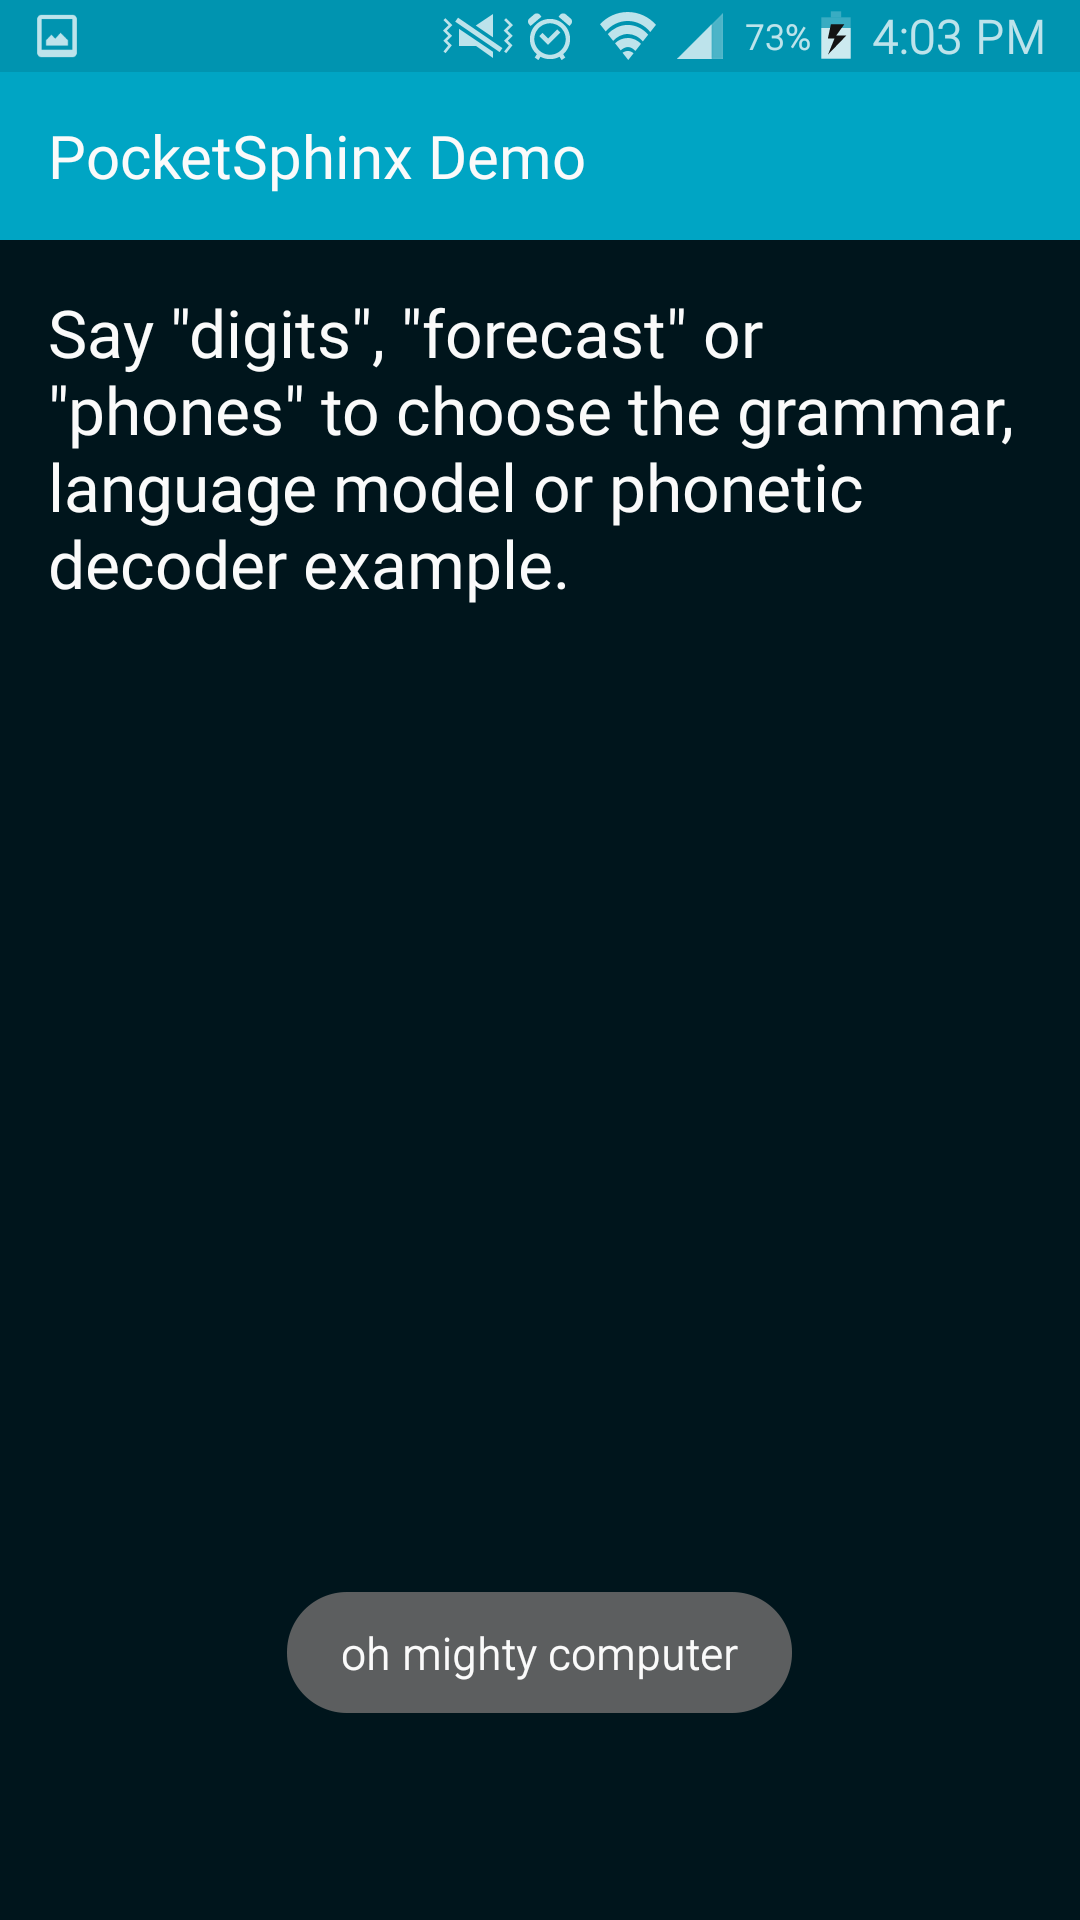 73% 4:03 PM
PocketSphinx Demo
Say "digits", "forecast" or
"phones" to choose the grammar,
language model or phonetic
decoder example.
oh mighty computer